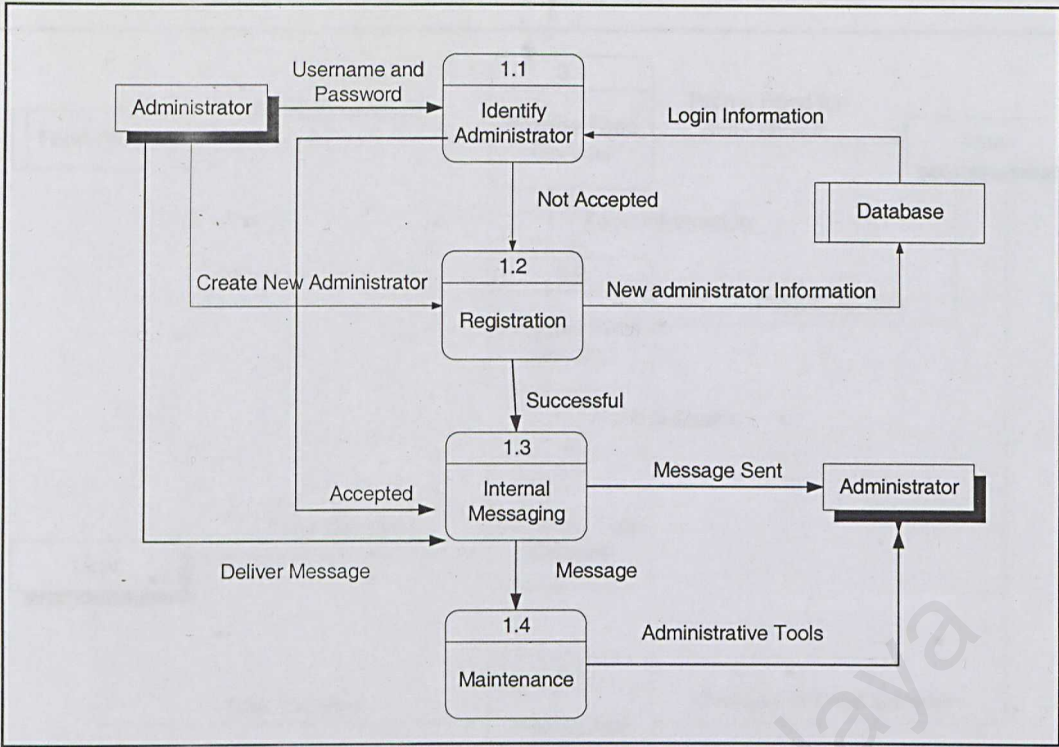 1.1
Username and
Password
Administrator
Identify
Administrator
Login Information
Not Accepted
Database
1.2
Create New Administrator
New administrator Information
Registration
Successful
1.3
Message Sent
Administrator
Accepted
Internal
Messaging
Deliver Message
Message
1.4
Administrative Tools
Maintenance
laya